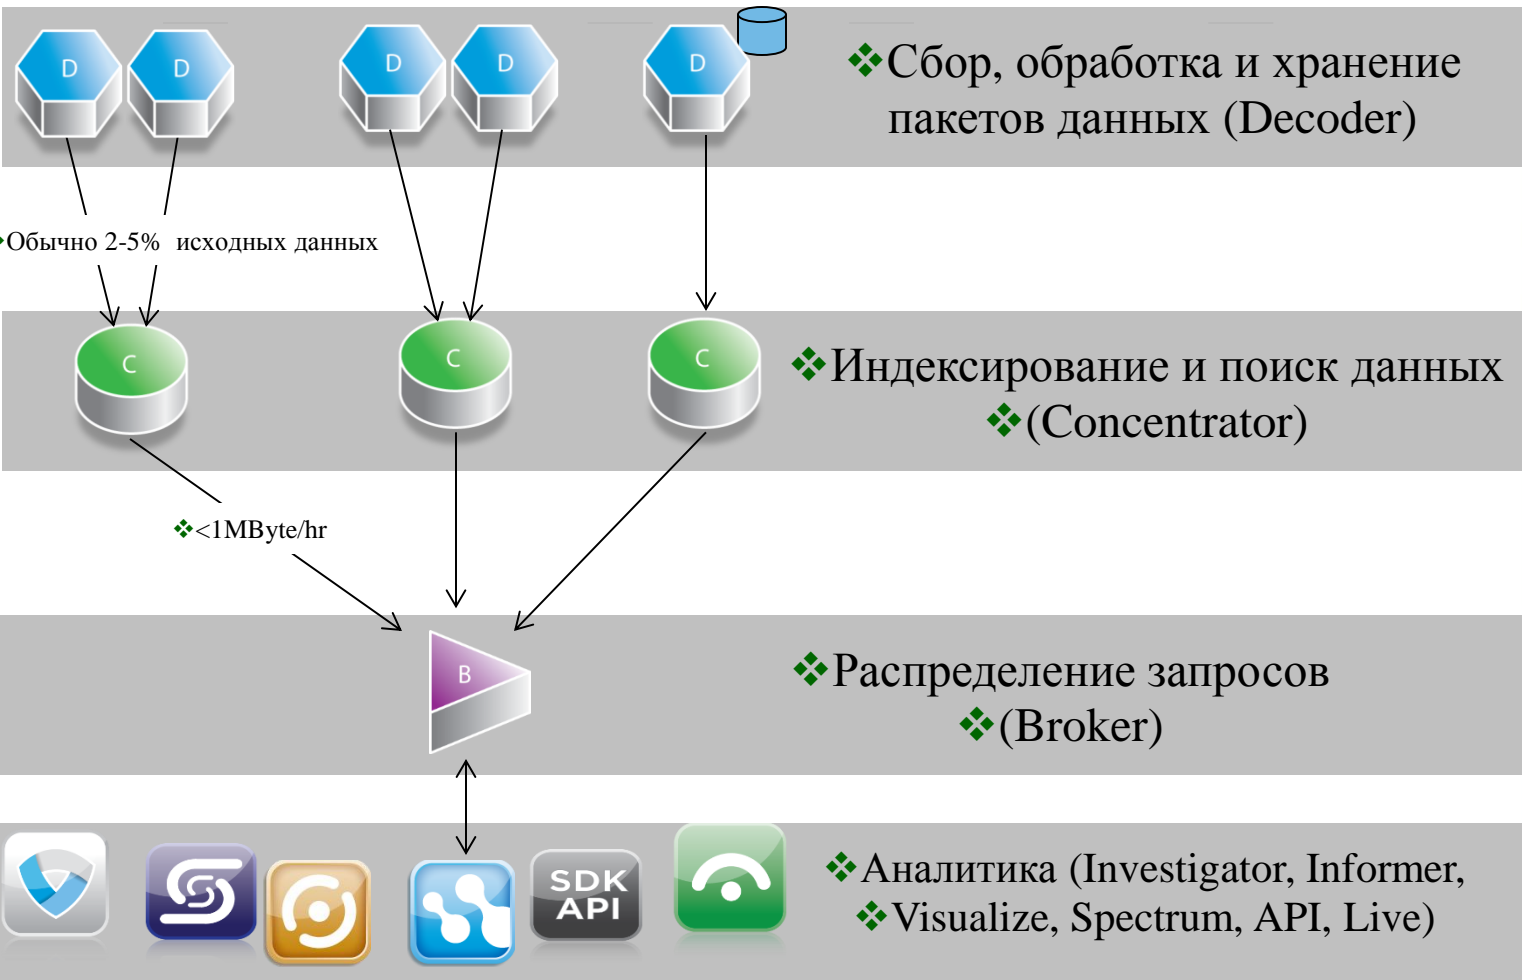 D D D D D
❖Сбор, обработка и хранение
пакетов данных (Decoder)
❖Обычно 2-5% исходных данных
C C C
❖Индексирование и поиск данных
❖(Concentrator)
❖<1MByte/hr
B
❖Распределение запросов
❖(Broker)
SDK
API
❖Аналитика (Investigator, Informer,
❖Visualize, Spectrum, API, Live)